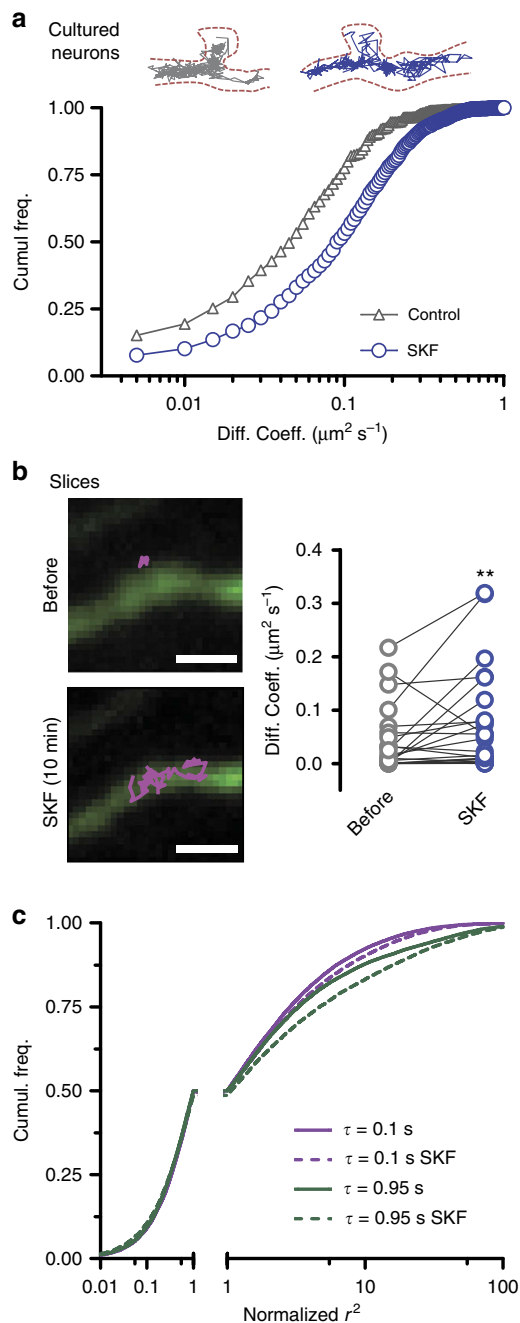 a
Cultured
neurons
1.00
0.75
0.50
0.25
0.00
Cumul freq.
Control
SKF
0.01
0.1
1
Diff. Coeff. (μm² s⁻¹)
b
Slices
Before
SKF (10 min)
0.4
0.3
0.2
0.1
0.0
Diff. Coeff. (μm² s⁻¹)
**
Before
SKF
c
1.00
0.75
0.50
0.25
0.00
Cumul. freq.
τ = 0.1 s
τ = 0.1 s SKF
τ = 0.95 s
τ = 0.95 s SKF
0.01
0.1
1
1
10
100
Normalized r²